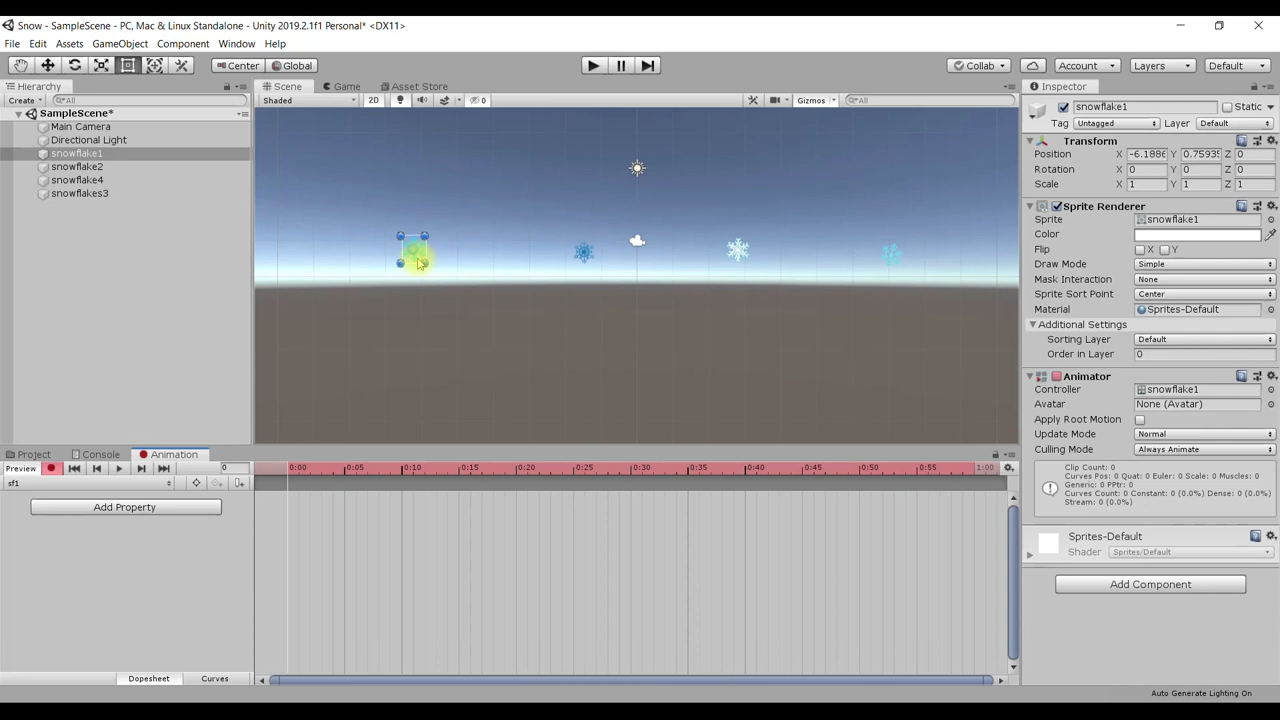 Snow - SampleScene - PC, Mac & Linux Standalone - Unity 2019.2.1f1 Personal* <DX11>
File Edit Assets GameObject Component Window Help
Center Global Collab Account Layers Default
Hierarchy Scene Game Asset Store Inspector
Create All Shaded 2D 0 Gizmos All
SampleScene*
Main Camera
Directional Light
snowflake1
snowflake2
snowflake4
snowflakes3
snowflake1 Static
Tag Untagged Layer Default
Transform
Position X -6.1886 Y 0.75935 Z 0
Rotation X 0 Y 0 Z 0
Scale X 1 Y 1 Z 1
Sprite Renderer
Sprite snowflake1
Color
Flip X Y
Draw Mode Simple
Mask Interaction None
Sprite Sort Point Center
Material Sprites-Default
Additional Settings
Sorting Layer Default
Order in Layer 0
Animator
Controller snowflake1
Avatar None (Avatar)
Apply Root Motion
Update Mode Normal
Culling Mode Always Animate
Clip Count: 0
Curves Pos: 0 Quat: 0 Euler: 0 Scale: 0 Muscles: 0
Generic: 0 PPtr: 0
Curves Count: 0 Constant: 0 (0.0%) Dense: 0 (0.0%)
Stream: 0 (0.0%)
Sprites-Default
Shader Sprites/Default
Add Component
Project Console Animation
Preview 0 0:00 0:05 0:10 0:15 0:20 0:25 0:30 0:35 0:40 0:45 0:50 0:55 1:00
sf1
Add Property
Dopesheet Curves
Auto Generate Lighting On